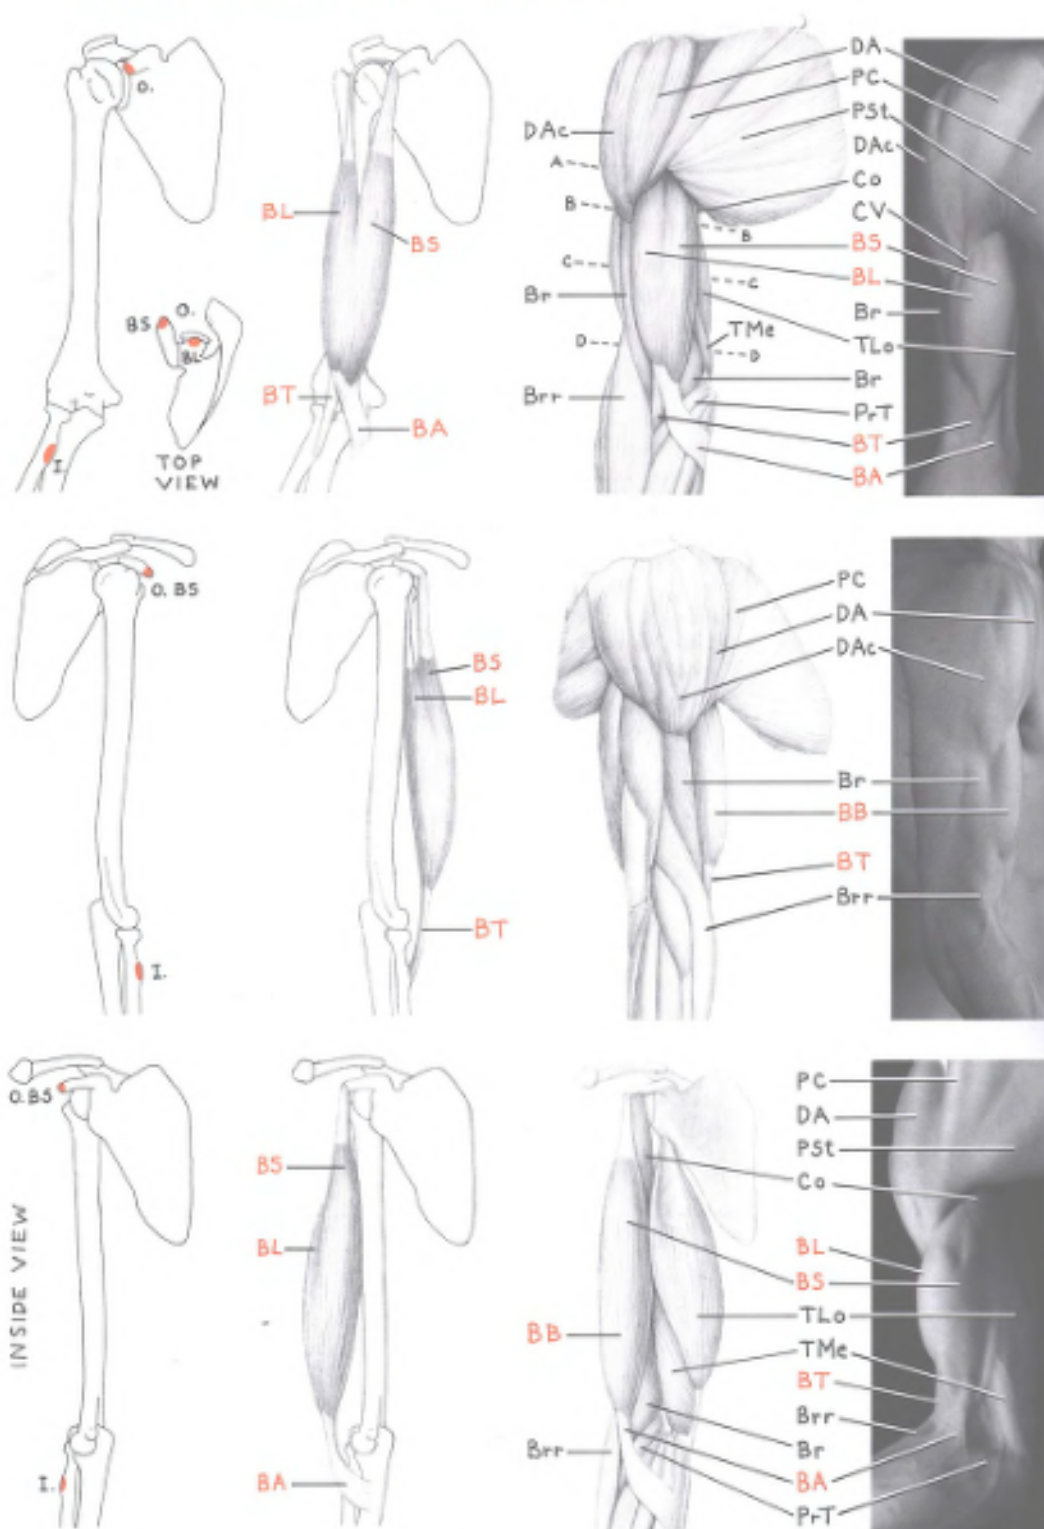 O.
I.
BS
O.
BL
TOP
VIEW
BL
BS
BT
BA
DAc
A
B
C
Br
D
Brr
B
C
TMe
D
DA
PC
PSt
DAc
Co
CV
BS
BL
Br
TLo
Br
PrT
BT
BA
O. BS
I.
BS
BL
BT
PC
DA
DAc
Br
BB
BT
Brr
INSIDE VIEW
O. BS
I.
BS
BL
BA
BB
Brr
PC
DA
PSt
Co
BL
BS
TLo
TMe
BT
Brr
Br
BA
PrT